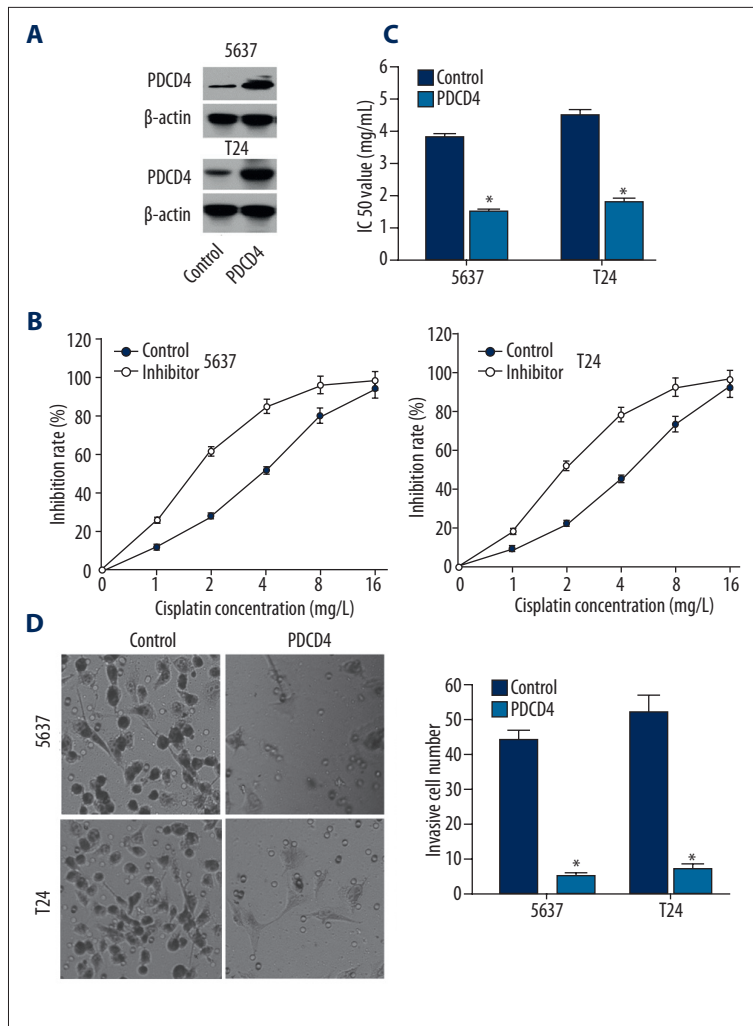 A
5637
PDCD4
β-actin
T24
PDCD4
β-actin
Control
PDCD4
C
Control
PDCD4
IC 50 value (mg/mL)
6
5
4
3
2
1
0
*
*
5637
T24
B
Control
Inhibitor
5637
Inhibition rate (%)
120
100
80
60
40
20
0
0 1 2 4 8 16
Cisplatin concentration (mg/L)
Control
Inhibitor
T24
Inhibition rate (%)
120
100
80
60
40
20
0
0 1 2 4 8 16
Cisplatin concentration (mg/L)
D
Control
PDCD4
5637
T24
Control
PDCD4
Invasive cell number
60
50
40
30
20
10
0
*
*
5637
T24